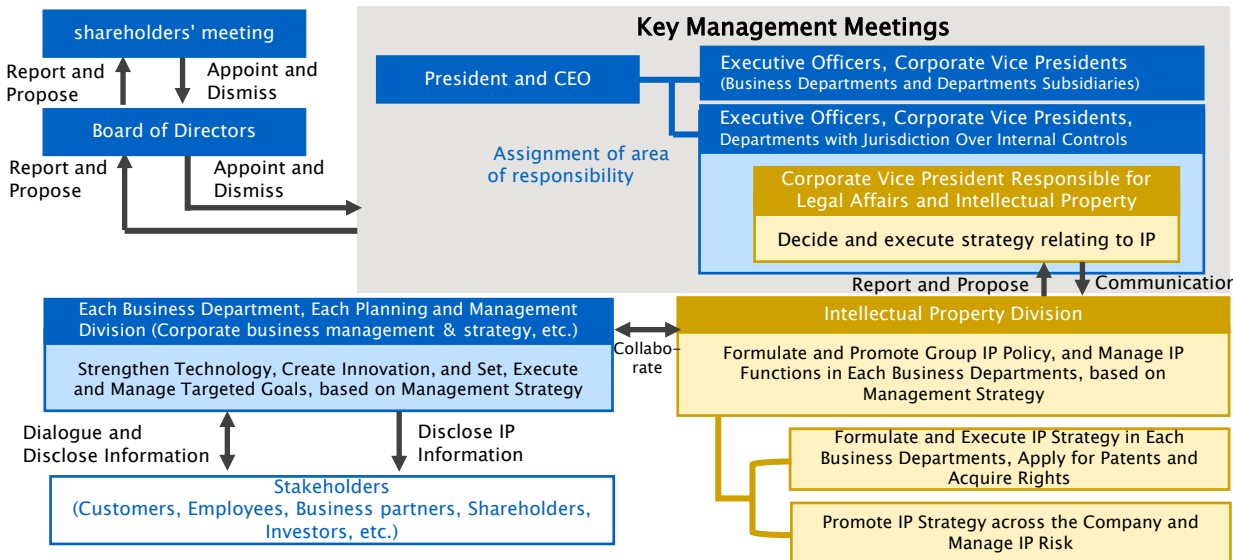 Key Management Meetings
shareholders' meeting
Report and
Propose
Appoint and
Dismiss
Board of Directors
Report and
Propose
Appoint and
Dismiss
President and CEO
Executive Officers, Corporate Vice Presidents
(Business Departments and Departments Subsidiaries)
Executive Officers, Corporate Vice Presidents,
Departments with Jurisdiction Over Internal Controls
Assignment of area
of responsibility
Corporate Vice President Responsible for
Legal Affairs and Intellectual Property
Decide and execute strategy relating to IP
Report and Propose
Communication
Each Business Department, Each Planning and Management
Division (Corporate business management & strategy, etc.)
Strengthen Technology, Create Innovation, and Set, Execute
and Manage Targeted Goals, based on Management Strategy
Collabo-
rate
Intellectual Property Division
Formulate and Promote Group IP Policy, and Manage IP
Functions in Each Business Departments, based on
Management Strategy
Dialogue and
Disclose Information
Disclose IP
Information
Stakeholders
(Customers, Employees, Business partners, Shareholders,
Investors, etc.)
Formulate and Execute IP Strategy in Each
Business Departments, Apply for Patents and
Acquire Rights
Promote IP Strategy across the Company and
Manage IP Risk